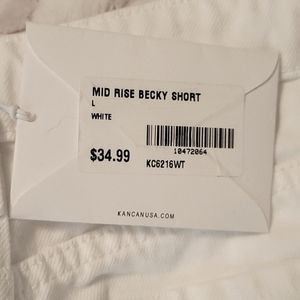 MID RISE BECKY SHORT
L
WHITE
10472064
$34.99
KC6216WT
KANCANUSA.COM